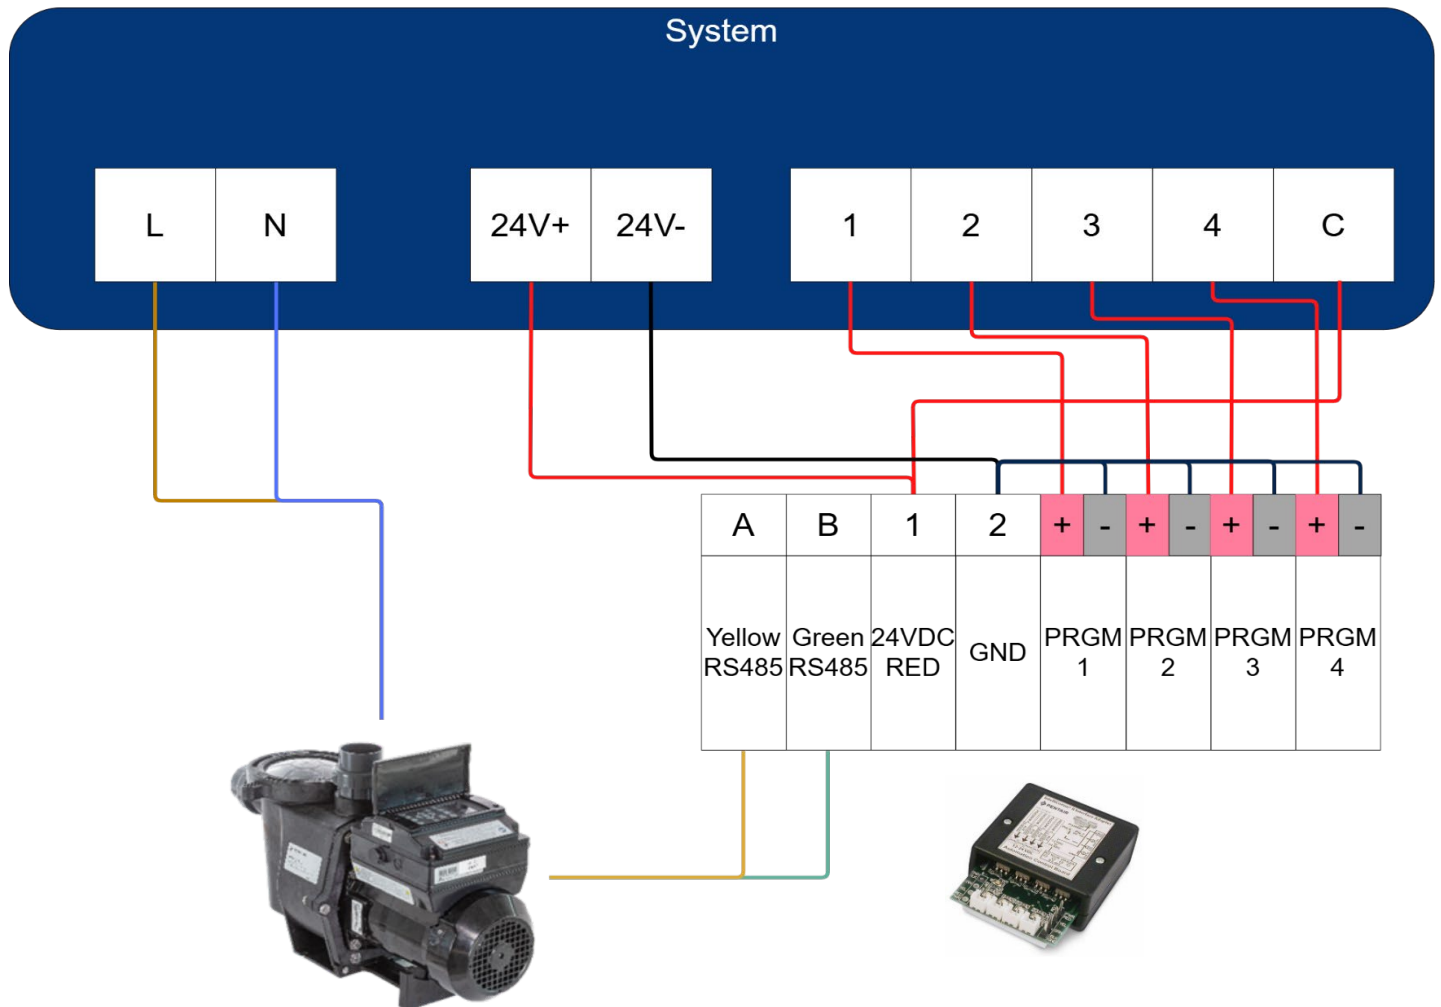 System
L
N
24V+
24V-
1
2
3
4
C
A
B
1
2
+
-
+
-
+
-
+
-
Yellow
RS485
Green
RS485
24VDC
RED
GND
PRGM
1
PRGM
2
PRGM
3
PRGM
4
PENTAIR